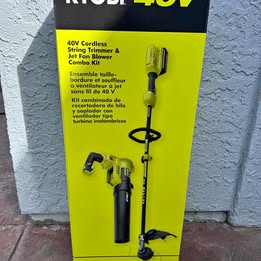 RYOBI 40V
40V Cordless
String Trimmer &
Jet Fan Blower
Combo Kit
Ensemble taille-
bordure et souffleur
à ventilateur à jet
sans fil de 40 V
Kit combinado de
recortadora de hilo
y soplador con
ventilador tipo
turbina inalámbricos